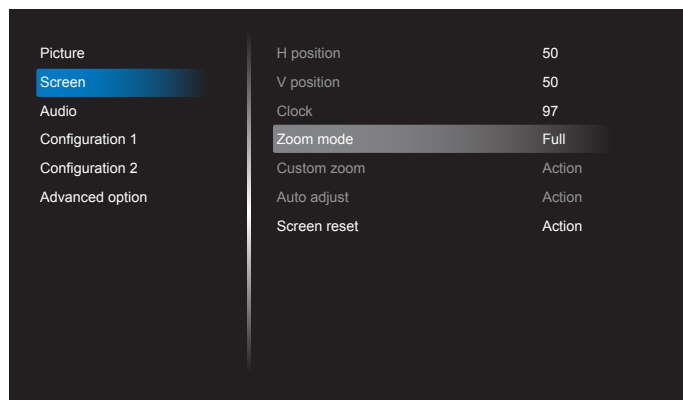 Picture
Screen
Audio
Configuration 1
Configuration 2
Advanced option
H position 50
V position 50
Clock 97
Zoom mode Full
Custom zoom Action
Auto adjust Action
Screen reset Action